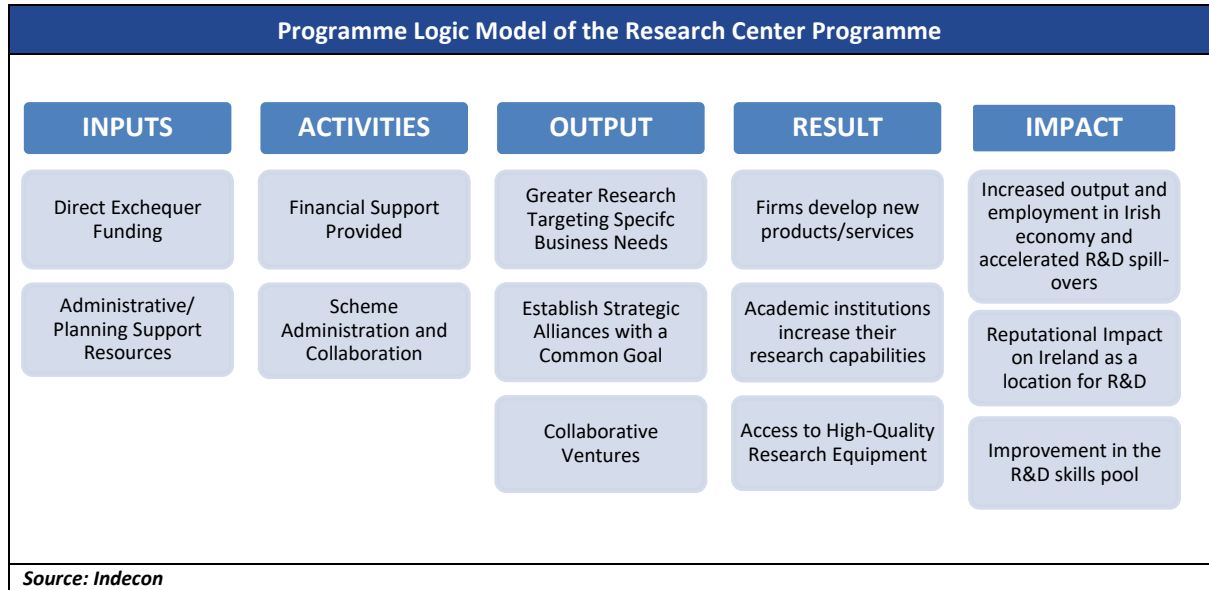 Programme Logic Model of the Research Center Programme
INPUTS
Direct Exchequer
Funding
Administrative/
Planning Support
Resources
ACTIVITIES
Financial Support
Provided
Scheme
Administration and
Collaboration
OUTPUT
Greater Research
Targeting Specifc
Business Needs
Establish Strategic
Alliances with a
Common Goal
Collaborative
Ventures
RESULT
Firms develop new
products/services
Academic institutions
increase their
research capabilities
Access to High-Quality
Research Equipment
IMPACT
Increased output and
employment in Irish
economy and
accelerated R&D spill-
overs
Reputational Impact
on Ireland as a
location for R&D
Improvement in the
R&D skills pool
Source: Indecon